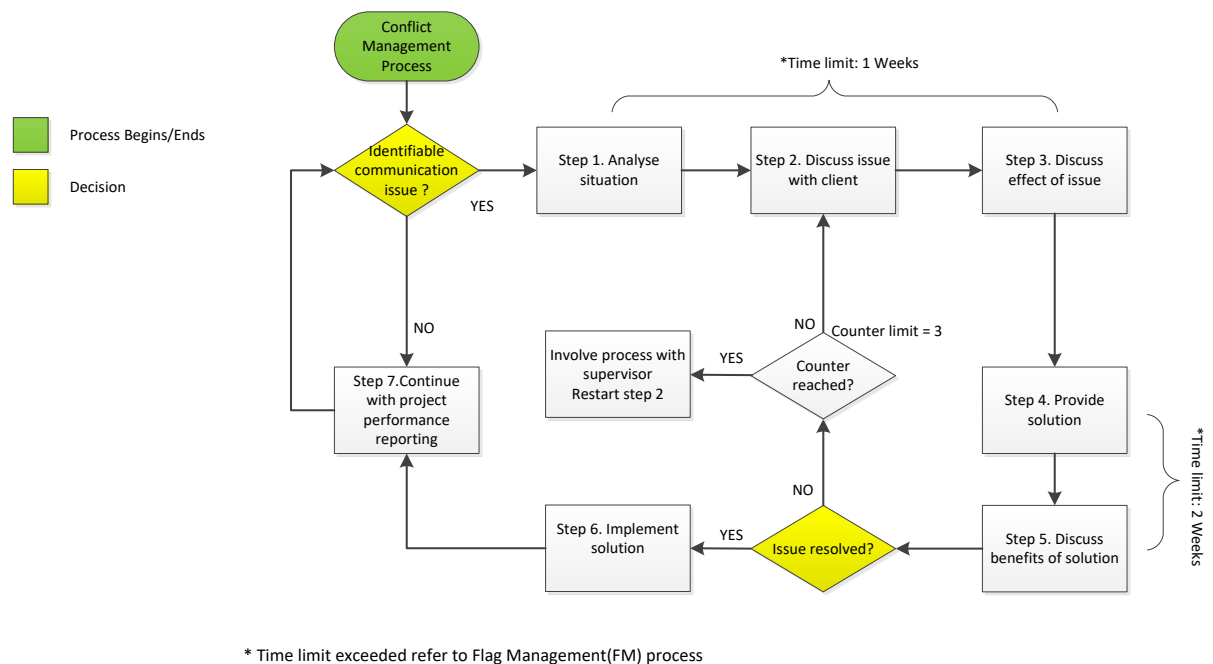 Conflict
Management
Process
*Time limit: 1 Weeks
Process Begins/Ends
Decision
Identifiable
communication
issue ?
YES
Step 1. Analyse
situation
Step 2. Discuss issue
with client
Step 3. Discuss
effect of issue
NO
NO
Counter limit = 3
Step 7.Continue
with project
performance
reporting
Involve process with
supervisor
Restart step 2
YES
Counter
reached?
Step 4. Provide
solution
*Time limit: 2 Weeks
NO
Step 6. Implement
solution
YES
Issue resolved?
Step 5. Discuss
benefits of solution
* Time limit exceeded refer to Flag Management(FM) process